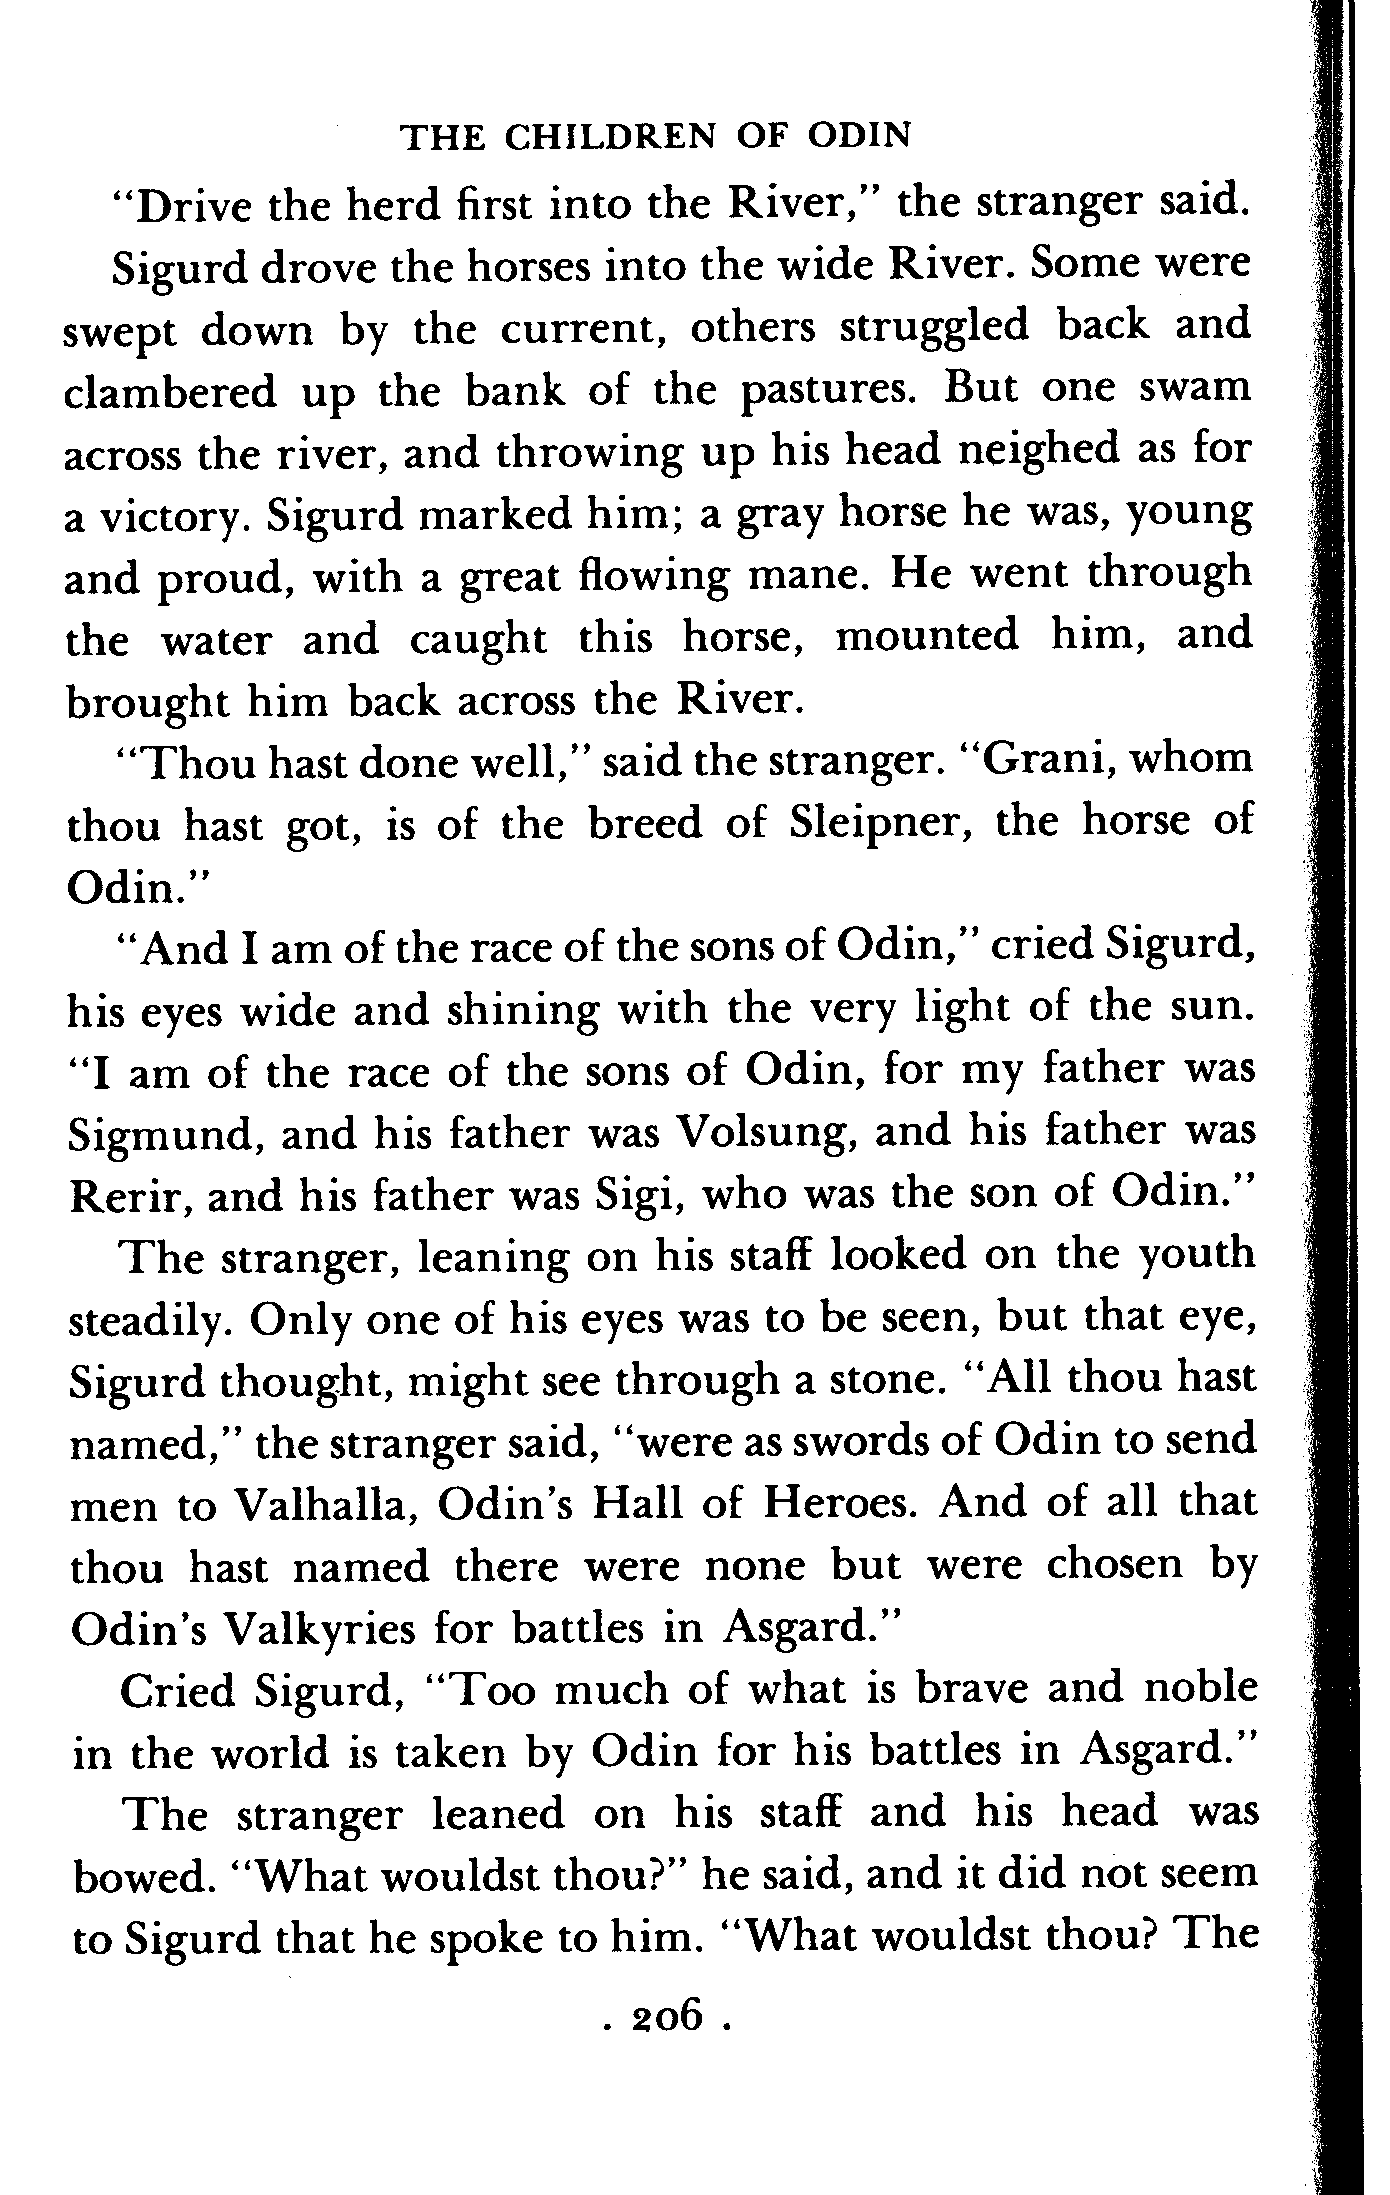 THE CHILDREN OF ODIN
“Drive the herd first into the River,” the stranger said.
Sigurd drove the horses into the wide River. Some were
swept down by the current, others struggled back and
clambered up the bank of the pastures. But one swam
across the river, and throwing up his head neighed as for
a victory. Sigurd marked him; a gray horse he was, young
and proud, with a great flowing mane. He went through
the water and caught this horse, mounted him, and
brought him back across the River.
“Thou hast done well,” said the stranger. “Grani, whom
thou hast got, is of the breed of Sleipner, the horse of
Odin.”
“And I am of the race of the sons of Odin,” cried Sigurd,
his eyes wide and shining with the very light of the sun.
“I am of the race of the sons of Odin, for my father was
Sigmund, and his father was Volsung, and his father was
Rerir, and his father was Sigi, who was the son of Odin.”
The stranger, leaning on his staff looked on the youth
steadily. Only one of his eyes was to be seen, but that eye,
Sigurd thought, might see through a stone. “All thou hast
named,” the stranger said, “were as swords of Odin to send
men to Valhalla, Odin’s Hall of Heroes. And of all that
thou hast named there were none but were chosen by
Odin’s Valkyries for battles in Asgard.”
Cried Sigurd, “Too much of what is brave and noble
in the world is taken by Odin for his battles in Asgard.”
The stranger leaned on his staff and his head was
bowed. “What wouldst thou?” he said, and it did not seem
to Sigurd that he spoke to him. “What wouldst thou? The
. 206 .